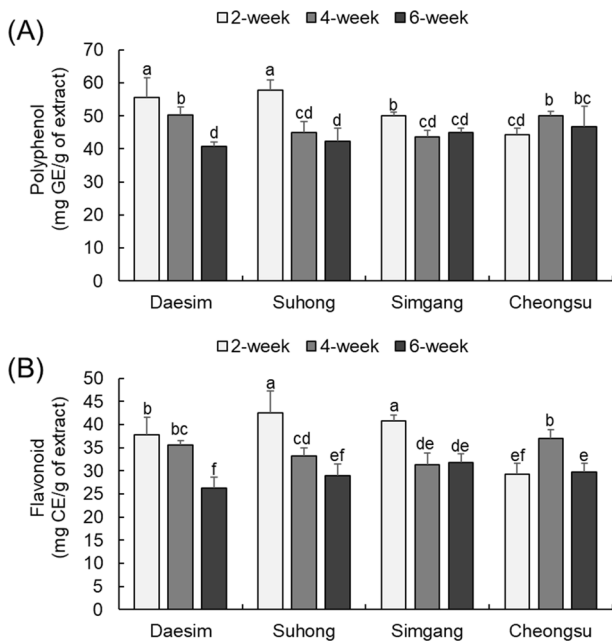 2-week 4-week 6-week
(A)
Polyphenol
(mg GE/g of extract)
70
60
50
40
30
20
10
0
a b d
a cd d
b cd cd
cd b bc
Daesim Suhong Simgang Cheongsu
2-week 4-week 6-week
(B)
Flavonoid
(mg CE/g of extract)
50
45
40
35
30
25
20
15
10
5
0
b bc f
a cd ef
a de de
ef b e
Daesim Suhong Simgang Cheongsu